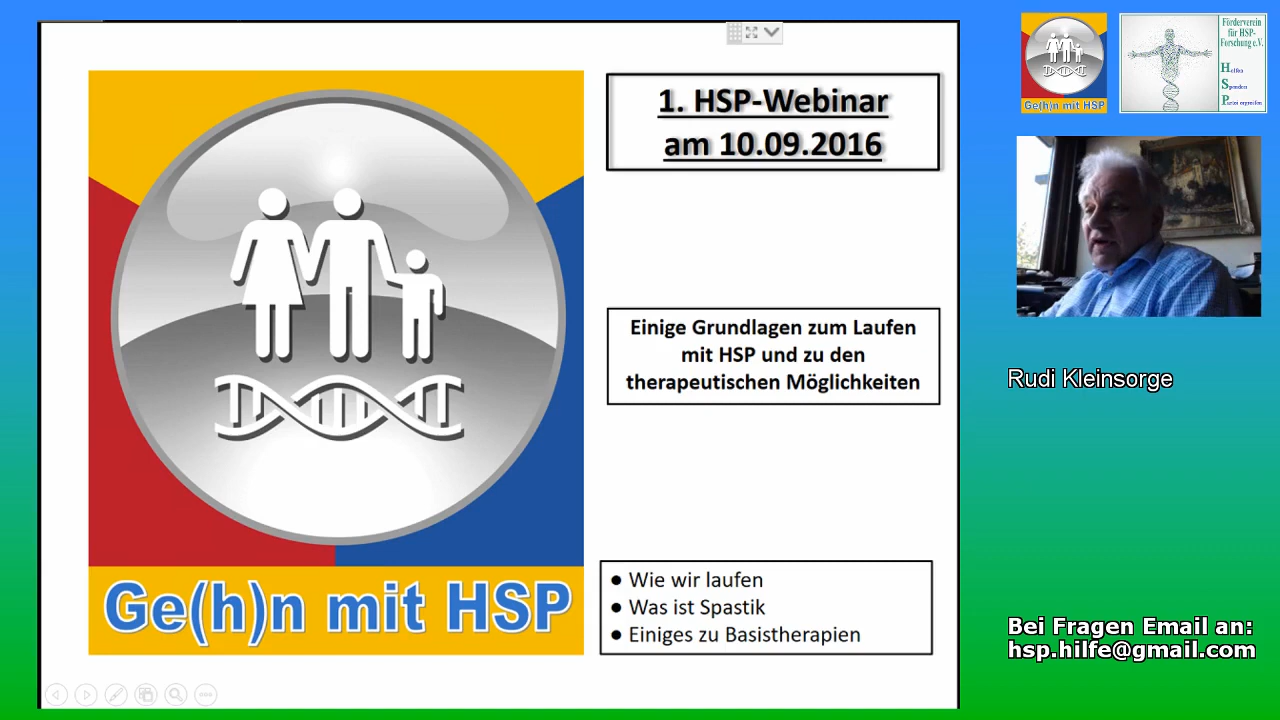 1. HSP-Webinar
am 10.09.2016
Einige Grundlagen zum Laufen
mit HSP und zu den
therapeutischen Möglichkeiten
● Wie wir laufen
● Was ist Spastik
● Einiges zu Basistherapien
Ge(h)n mit HSP
Ge(h)n mit HSP
Förderverein
für HSP-
Forschung e.V.
Helfen
Spenden
Rudi Kleinsorge
Bei Fragen Email an:
hsp.hilfe@gmail.com